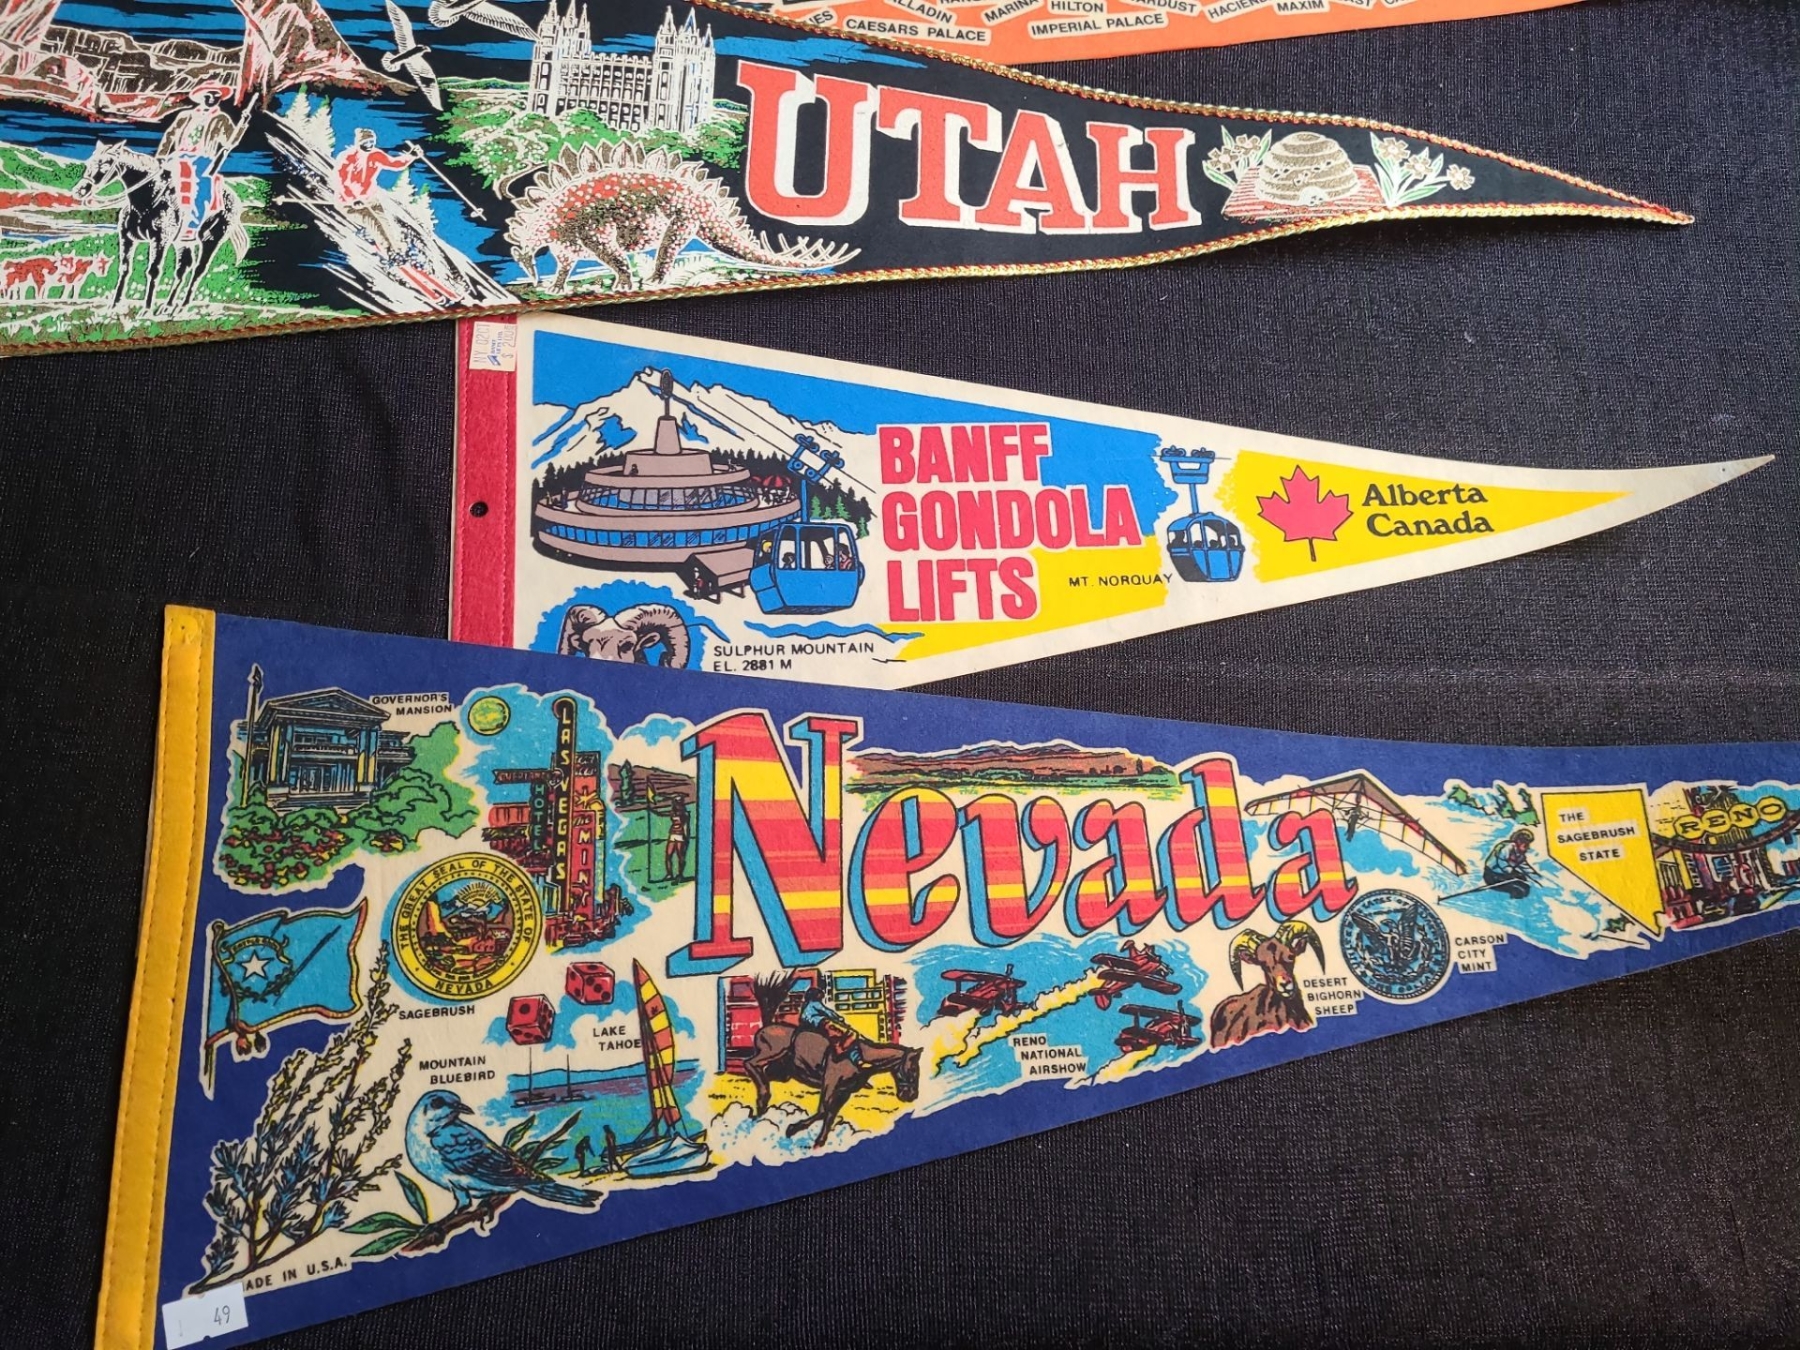 MARINA
HILTON
STARDUST
MAXIM
CAESARS PALACE
IMPERIAL PALACE
UTAH
BANFF
GONDOLA
LIFTS
MT. NORQUAY
Alberta
Canada
SULPHUR MOUNTAIN
EL. 2881 M
Nevada
GOVERNOR'S
MANSION
LAS VEGAS
HOTEL
THE GREAT SEAL OF THE STATE OF
NEVADA
SAGEBRUSH
MOUNTAIN
BLUEBIRD
LAKE
TAHOE
RENO
NATIONAL
AIRSHOW
DESERT
BIGHORN
SHEEP
CARSON
CITY
MINT
THE
SAGEBRUSH
STATE
RENO
ADE IN U.S.A.
49